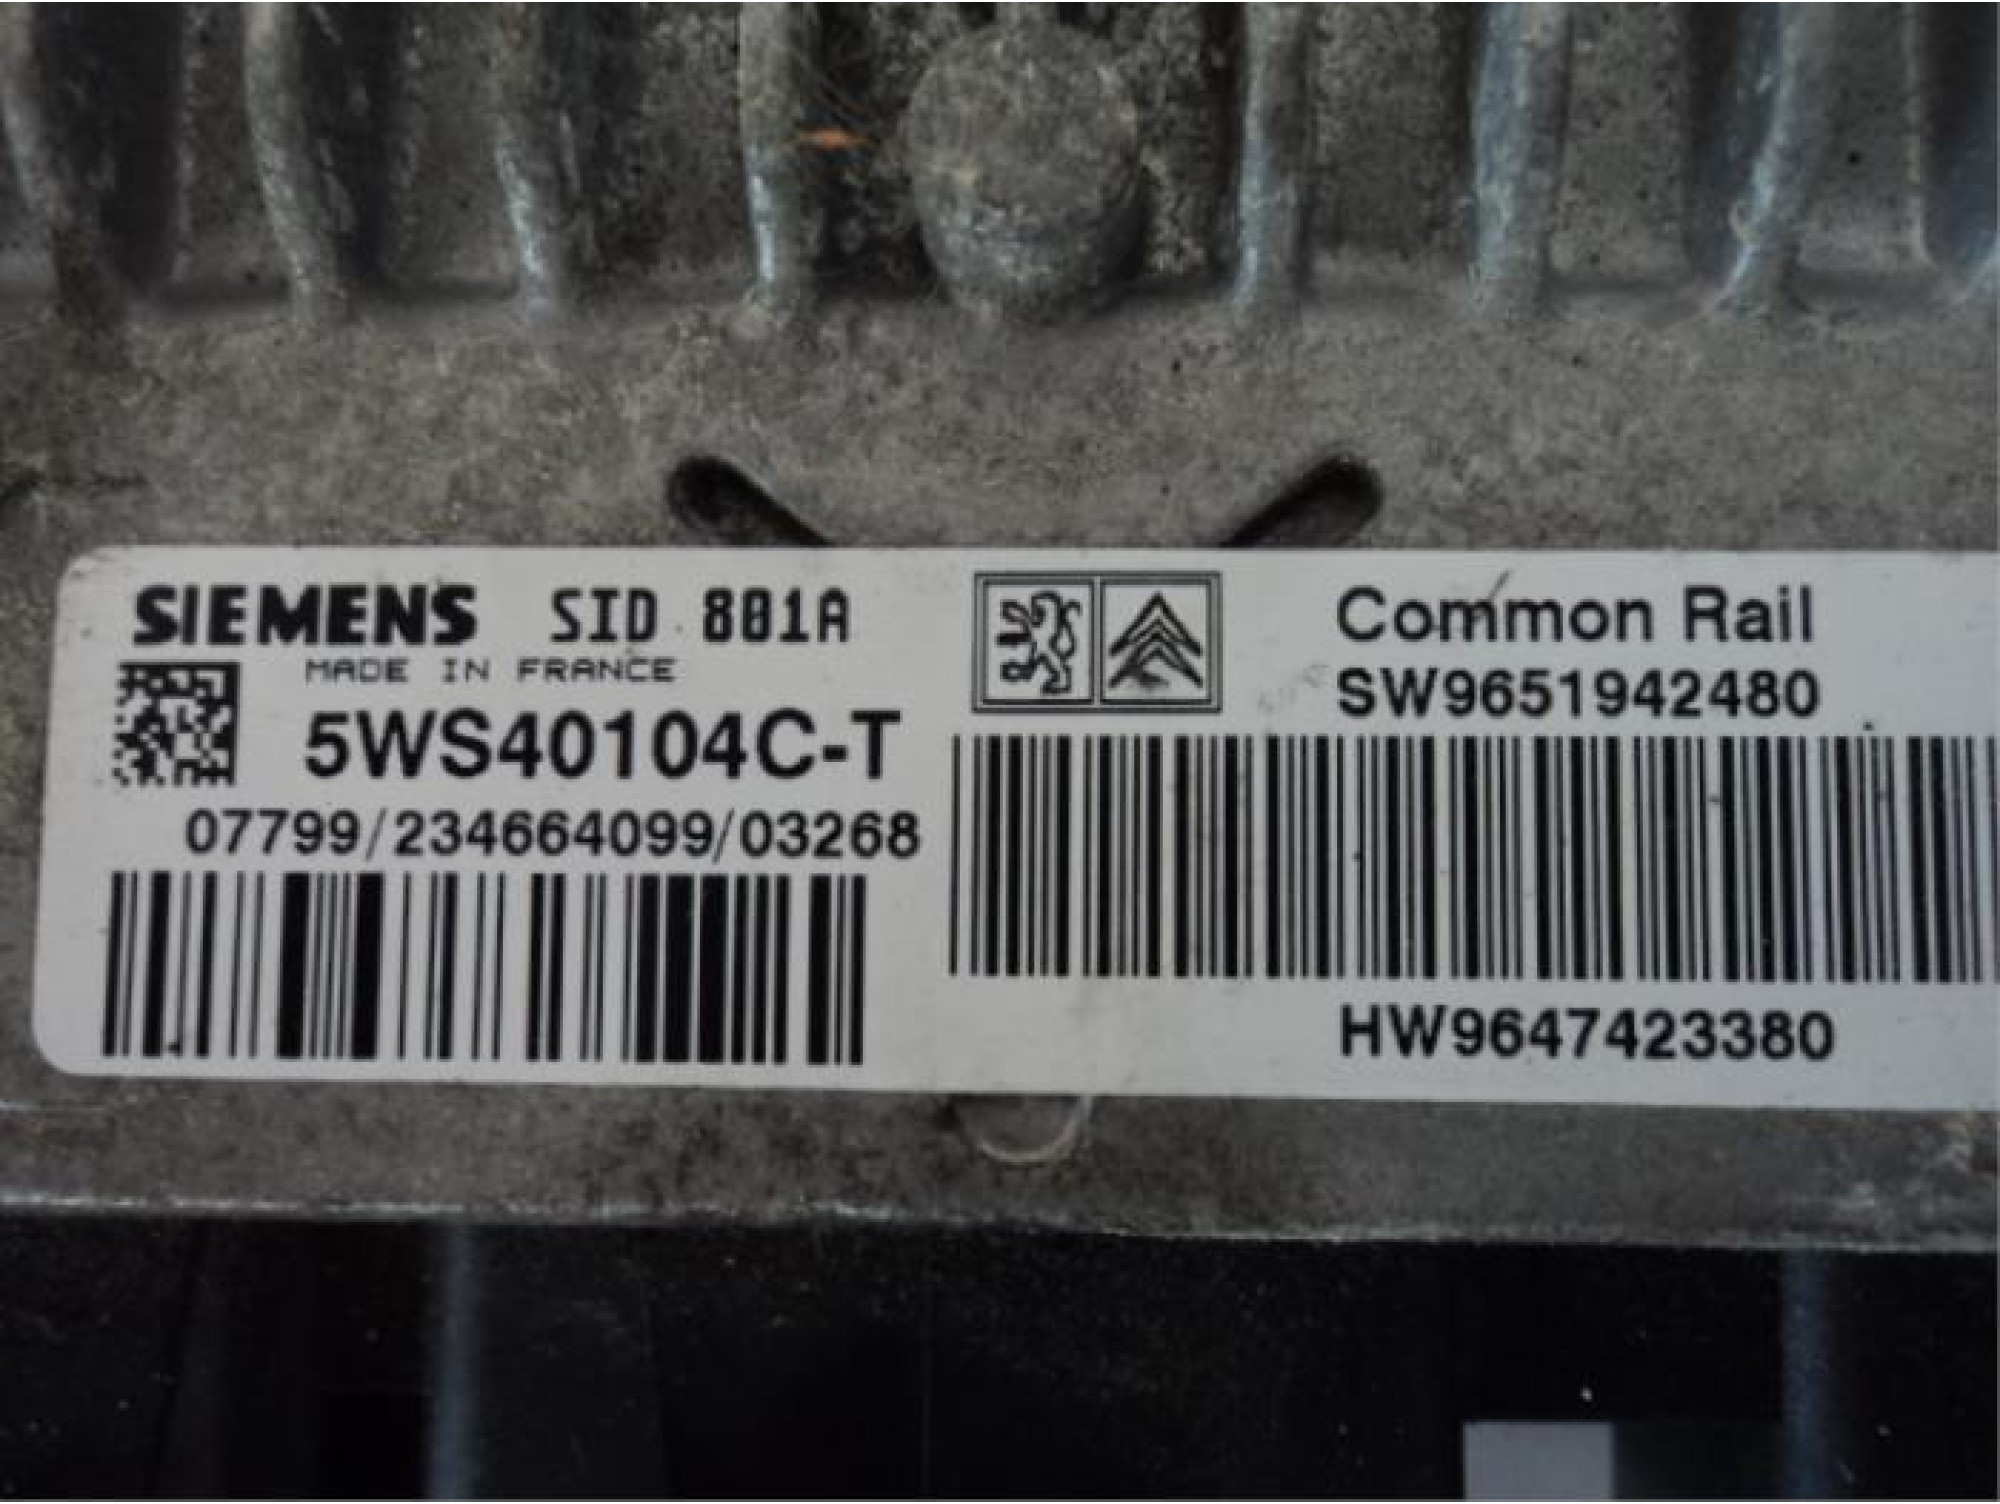 SIEMENS SID 801A
MADE IN FRANCE
5WS40104C-T
07799/234664099/03268
Common Rail
SW9651942480
HW9647423380